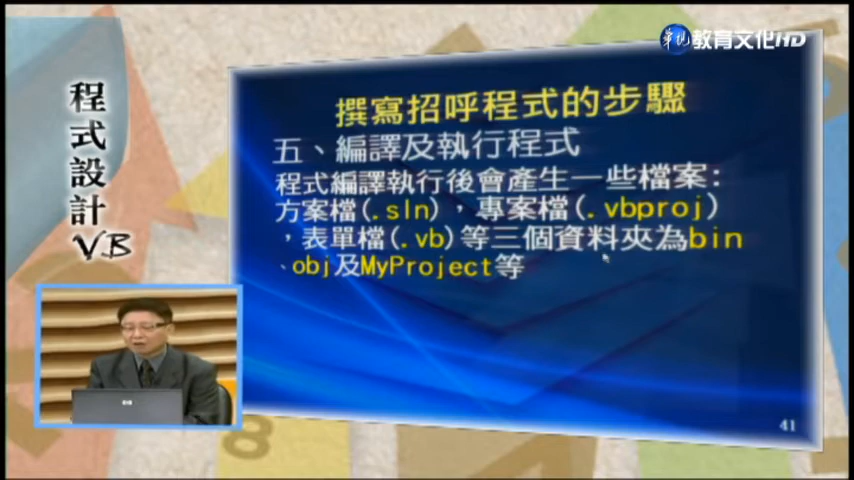 華視教育文化HD
程式設計
VB
撰寫招呼程式的步驟
五、編譯及執行程式
程式編譯執行後會產生一些檔案:
方案檔(.sln),專案檔(.vbproj)
,表單檔(.vb)等三個資料夾為bin
、obj及MyProject等
hp
41
8